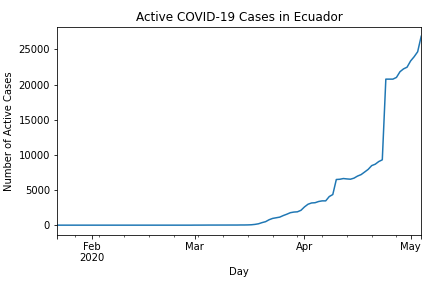 Active COVID-19 Cases in Ecuador
Number of Active Cases
25000
20000
15000
10000
5000
0
Feb
2020
Mar
Apr
May
Day